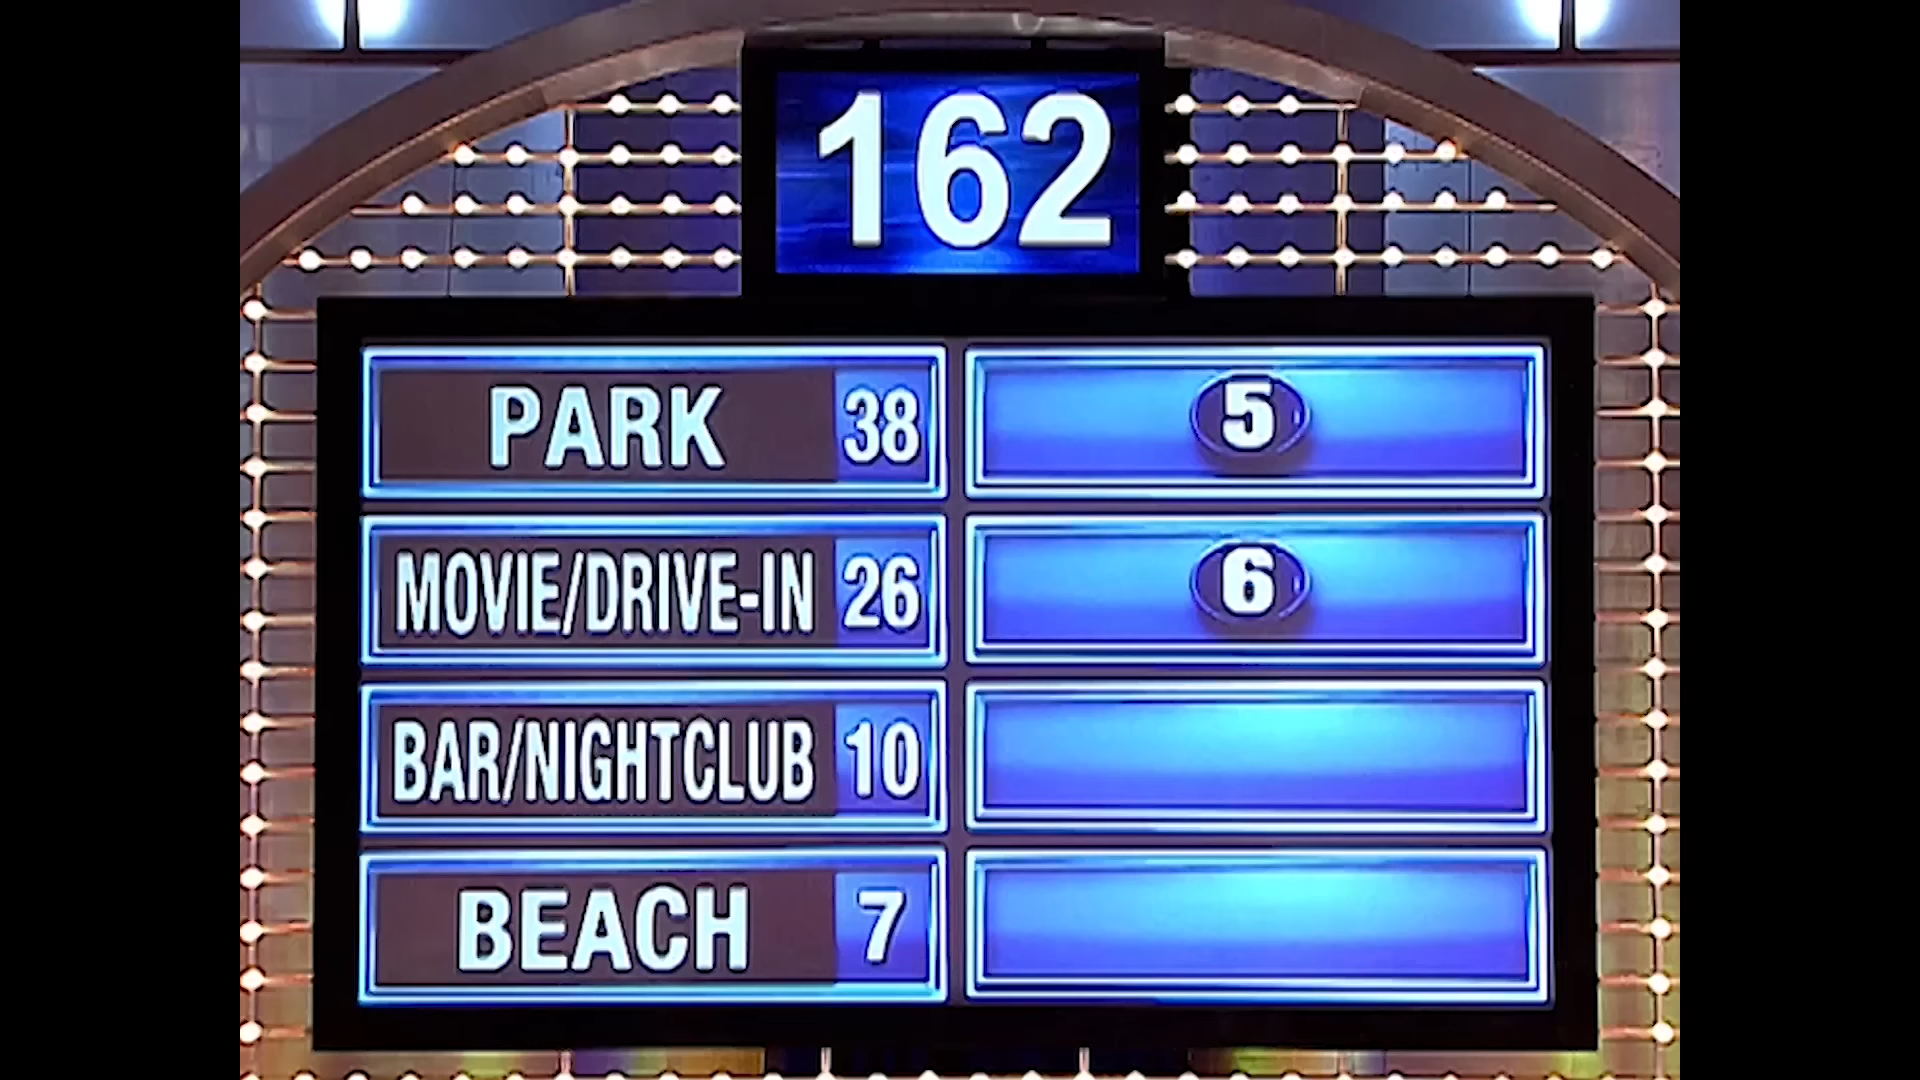 162
PARK 38
5
MOVIE/DRIVE-IN 26
6
BAR/NIGHTCLUB 10
BEACH 7